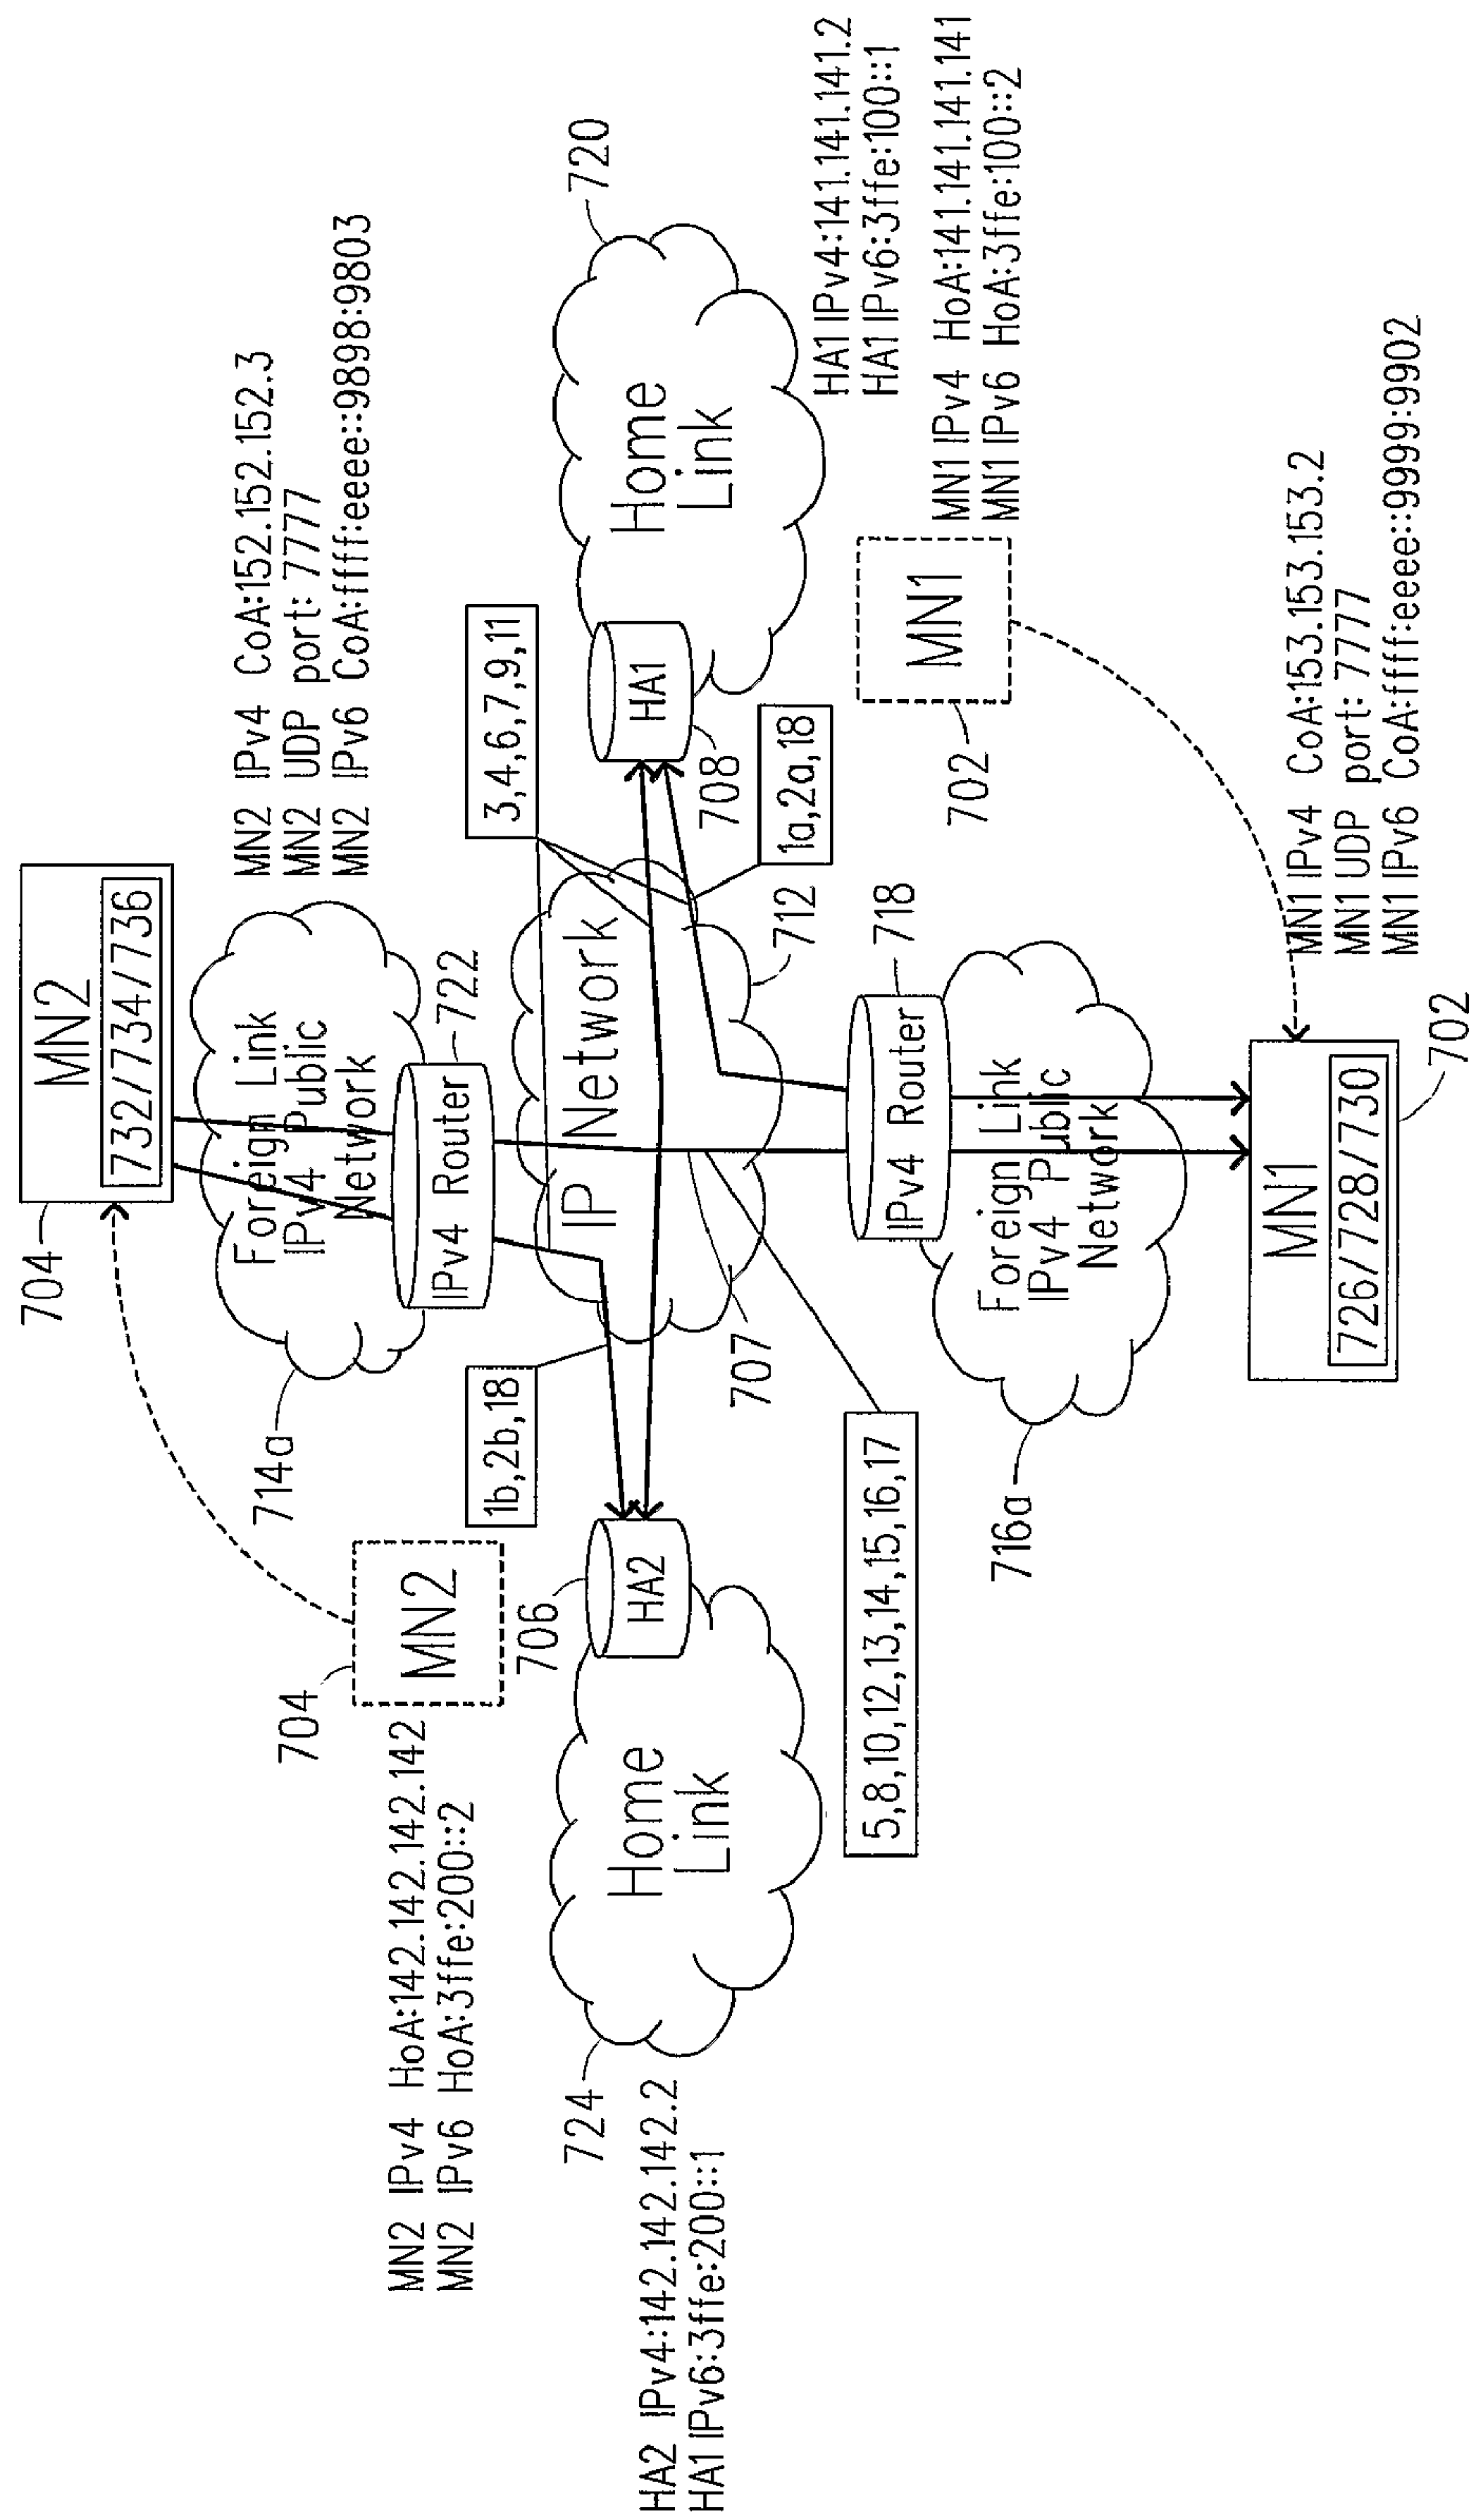 704
MN2
732/734/736
714a
Foreign Link
IPv4 Public
Network
MN2 IPv4 CoA:152.152.152.3
MN2 UDP port: 7777
MN2 IPv6 CoA:ffff:eeee::9898:9803
704
MN2
MN2 IPv4 HoA:142.142.142.142
MN2 IPv6 HoA:3ffe:200::2
IPv4 Router
722
1b,2b,18
3,4,6,7,9,11
720
706
724
Home
Link
HA2
IP Network
HA1
Home
Link
HA2 IPv4:142.142.142.2
HA1 IPv6:3ffe:200::1
708
707
712
1a,2a,18
HA1 IPv4:141.141.141.2
HA1 IPv6:3ffe:100::1
5,8,10,12,13,14,15,16,17
718
IPv4 Router
702
MN1
MN1 IPv4 HoA:141.141.141.141
MN1 IPv6 HoA:3ffe:100::2
716a
Foreign Link
IPv4 Public
Network
MN1
726/728/730
702
MN1 IPv4 CoA:153.153.153.2
MN1 UDP port: 7777
MN1 IPv6 CoA:ffff:eeee::9999:9902